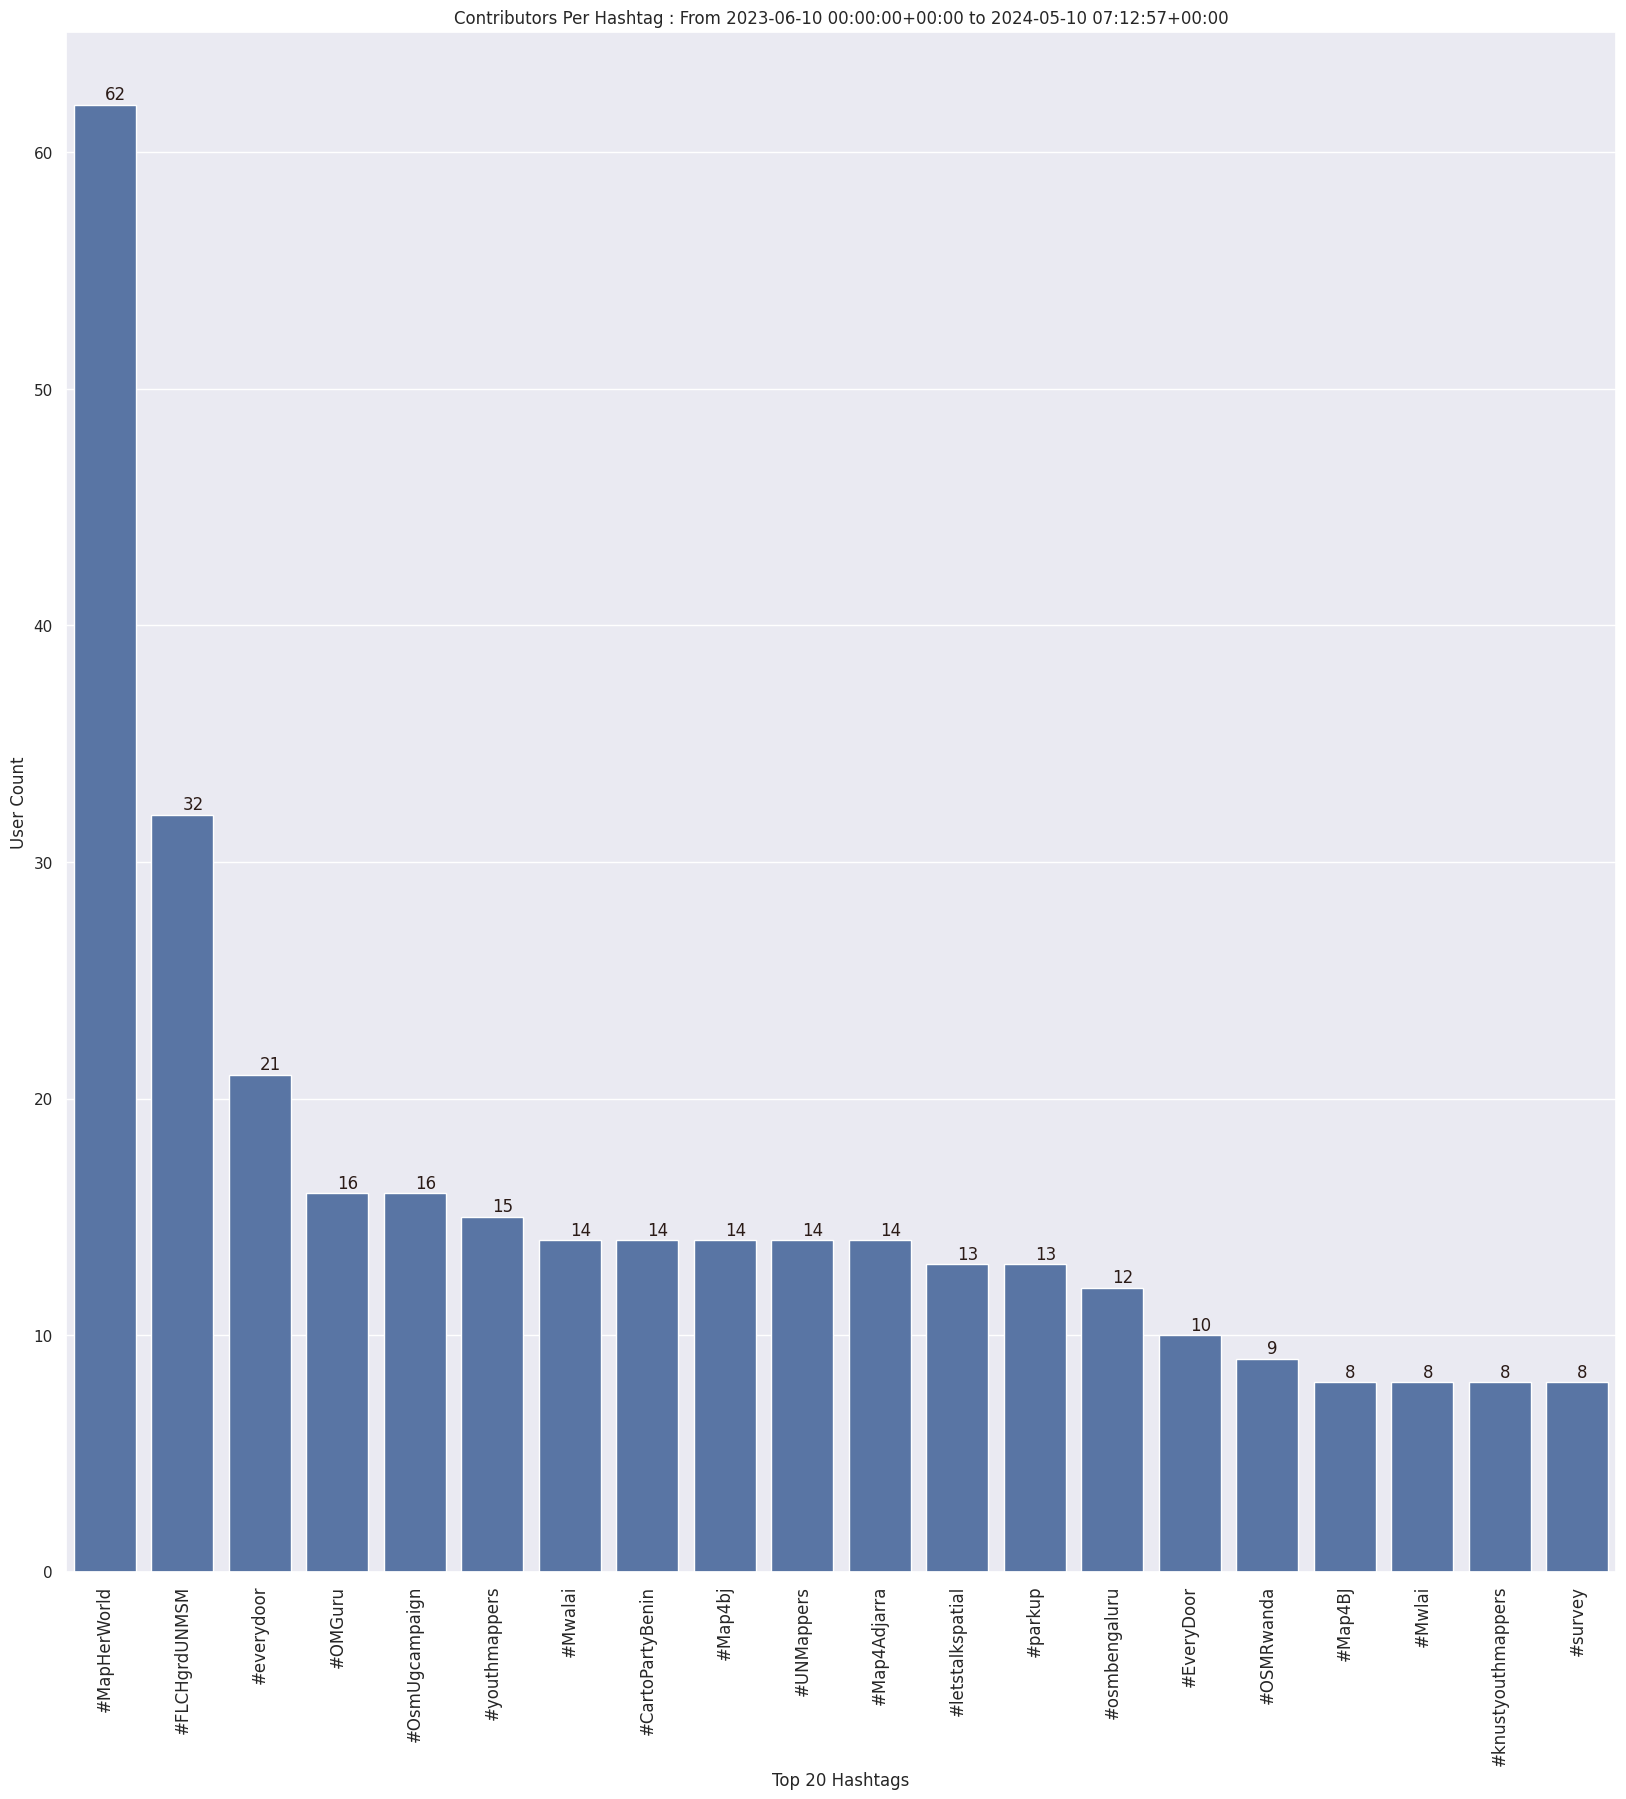 Contributors Per Hashtag : From 2023-06-10 00:00:00+00:00 to 2024-05-10 07:12:57+00:00
62
60
50
40
User Count
32
30
21
20
16
16
15
14
14
14
14
14
13
13
12
10
10
9
8
8
8
8
0
#MapHerWorld
#FLCHgrdUNMSM
#everydoor
#OMGuru
#OsmUgcampaign
#youthmappers
#Mwalai
#CartoPartyBenin
#Map4bj
#UNMappers
#Map4Adjarra
#letstalkspatial
#parkup
#osmbengaluru
#EveryDoor
#OSMRwanda
#Map4BJ
#Mwlai
#knustyouthmappers
#survey
Top 20 Hashtags